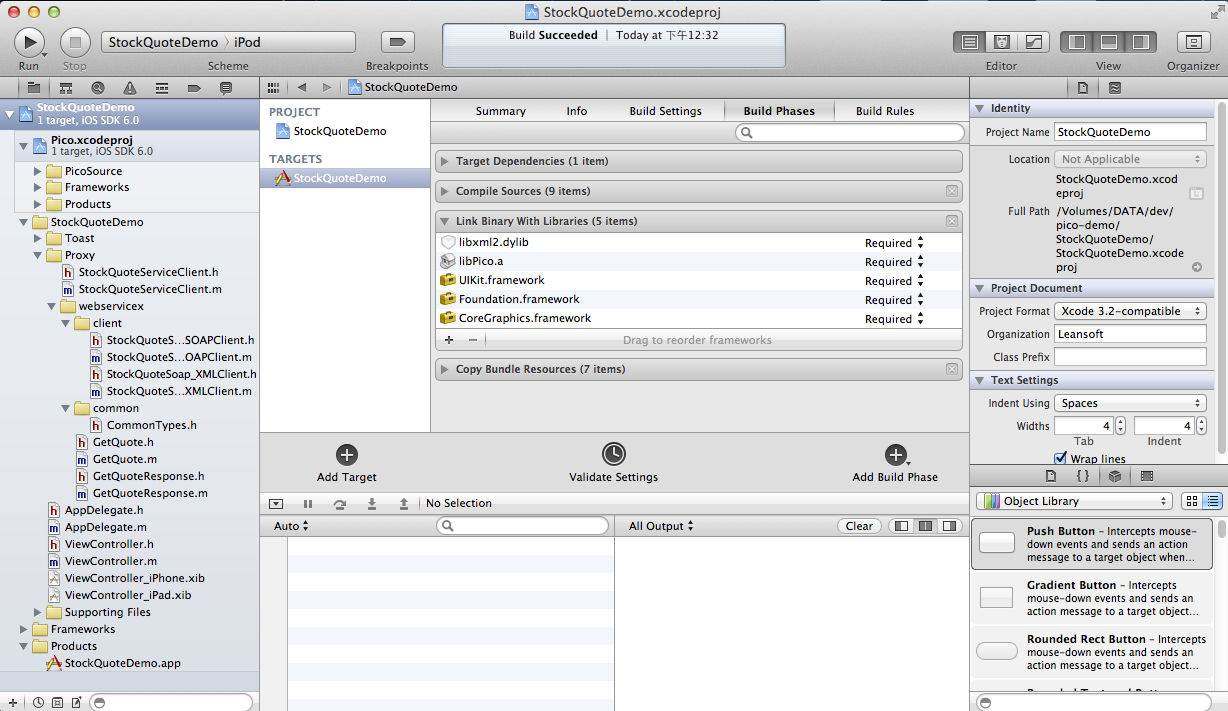 StockQuoteDemo.xcodeproj
Run
Stop
StockQuoteDemo 〉 iPod
Scheme
Breakpoints
Build Succeeded | Today at 下午12:32
Editor
View
Organizer
StockQuoteDemo
1 target, iOS SDK 6.0
Pico.xcodeproj
1 target, iOS SDK 6.0
PicoSource
Frameworks
Products
StockQuoteDemo
Toast
Proxy
StockQuoteServiceClient.h
StockQuoteServiceClient.m
webservicex
client
StockQuoteS...SOAPClient.h
StockQuoteS...OAPClient.m
StockQuoteSoap_XMLClient.h
StockQuoteS...XMLClient.m
common
CommonTypes.h
GetQuote.h
GetQuote.m
GetQuoteResponse.h
GetQuoteResponse.m
AppDelegate.h
AppDelegate.m
ViewController.h
ViewController.m
ViewController_iPhone.xib
ViewController_iPad.xib
Supporting Files
Frameworks
Products
StockQuoteDemo.app
StockQuoteDemo
PROJECT
StockQuoteDemo
TARGETS
StockQuoteDemo
Summary
Info
Build Settings
Build Phases
Build Rules
Target Dependencies (1 item)
Compile Sources (9 items)
Link Binary With Libraries (5 items)
libxml2.dylib Required
libPico.a Required
UIKit.framework Required
Foundation.framework Required
CoreGraphics.framework Required
+ − Drag to reorder frameworks
Copy Bundle Resources (7 items)
Add Target
Validate Settings
Add Build Phase
No Selection
Auto
All Output
Clear
Identity
Project Name StockQuoteDemo
Location Not Applicable
StockQuoteDemo.xcod
eproj
Full Path /Volumes/DATA/dev/
pico-demo/
StockQuoteDemo/
StockQuoteDemo.xcode
proj
Project Document
Project Format Xcode 3.2-compatible
Organization Leansoft
Class Prefix
Text Settings
Indent Using Spaces
Widths 4 4
Tab Indent
Wrap lines
{ }
Object Library
Push Button – Intercepts mouse-
down events and sends an action
message to a target object when...
Gradient Button – Intercepts
mouse-down events and sends an
action message to a target object...
Rounded Rect Button – Intercepts
mouse-down events and sends an
action message to a target object...